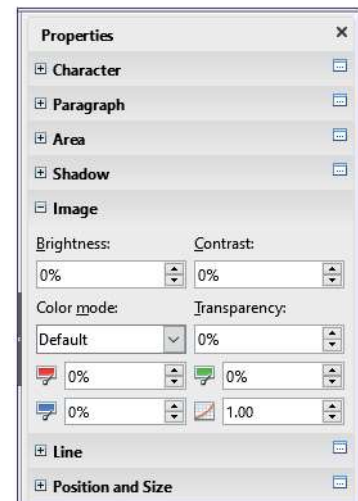 Properties
Character
Paragraph
Area
Shadow
Image
Brightness: Contrast:
0% 0%
Color mode: Transparency:
Default 0%
0% 0%
0% 1.00
Line
Position and Size